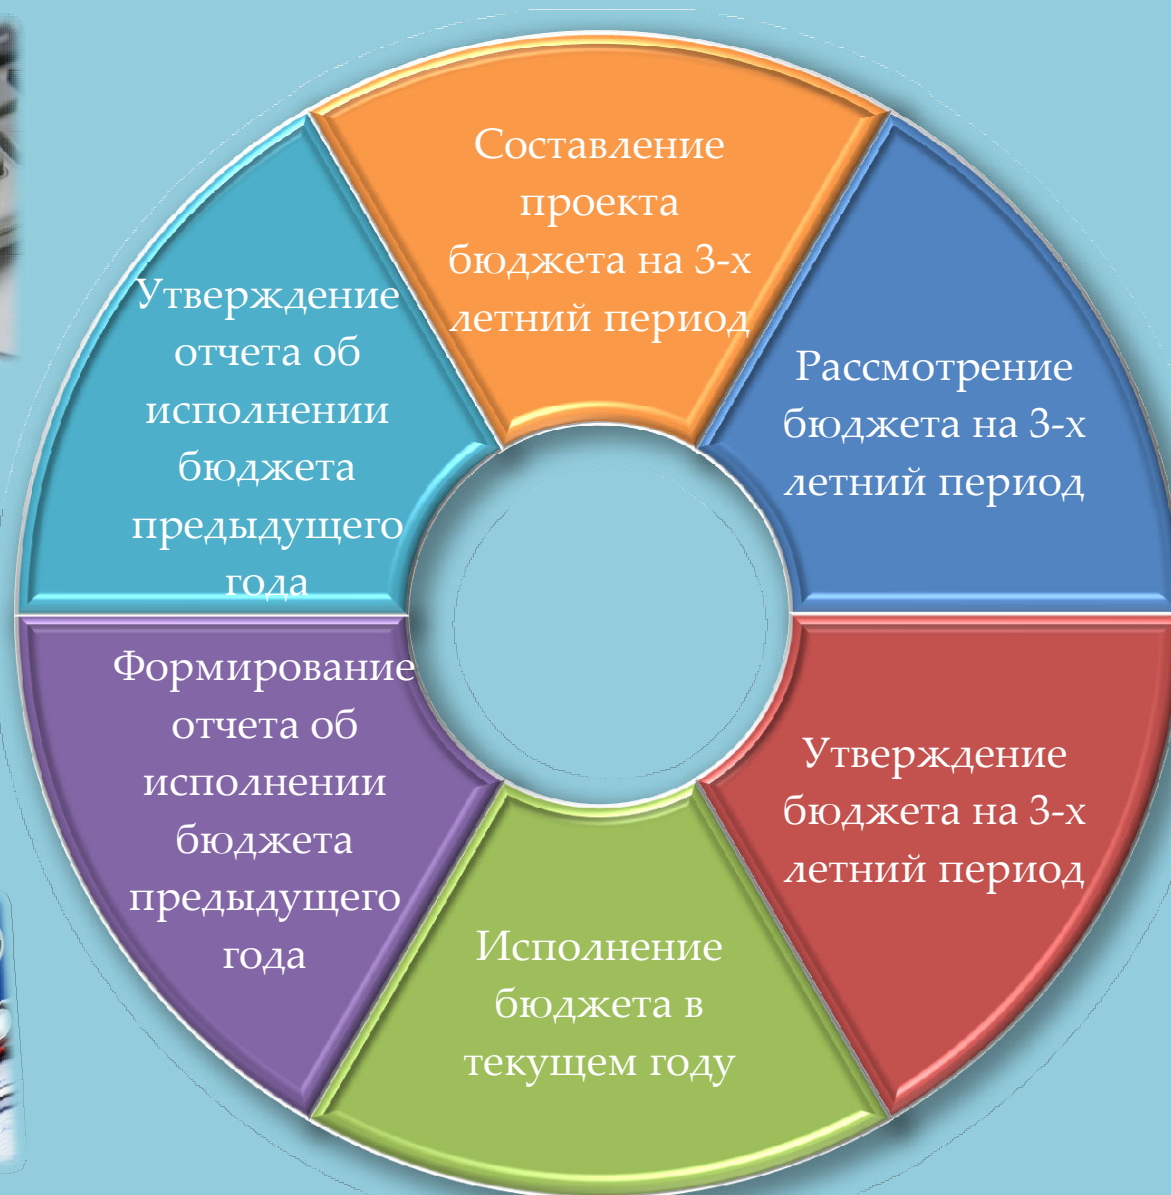 Составление
проекта
бюджета на 3-х
летний период
Рассмотрение
бюджета на 3-х
летний период
Утверждение
бюджета на 3-х
летний период
Исполнение
бюджета в
текущем году
Формирование
отчета об
исполнении
бюджета
предыдущего
года
Утверждение
отчета об
исполнении
бюджета
предыдущего
года